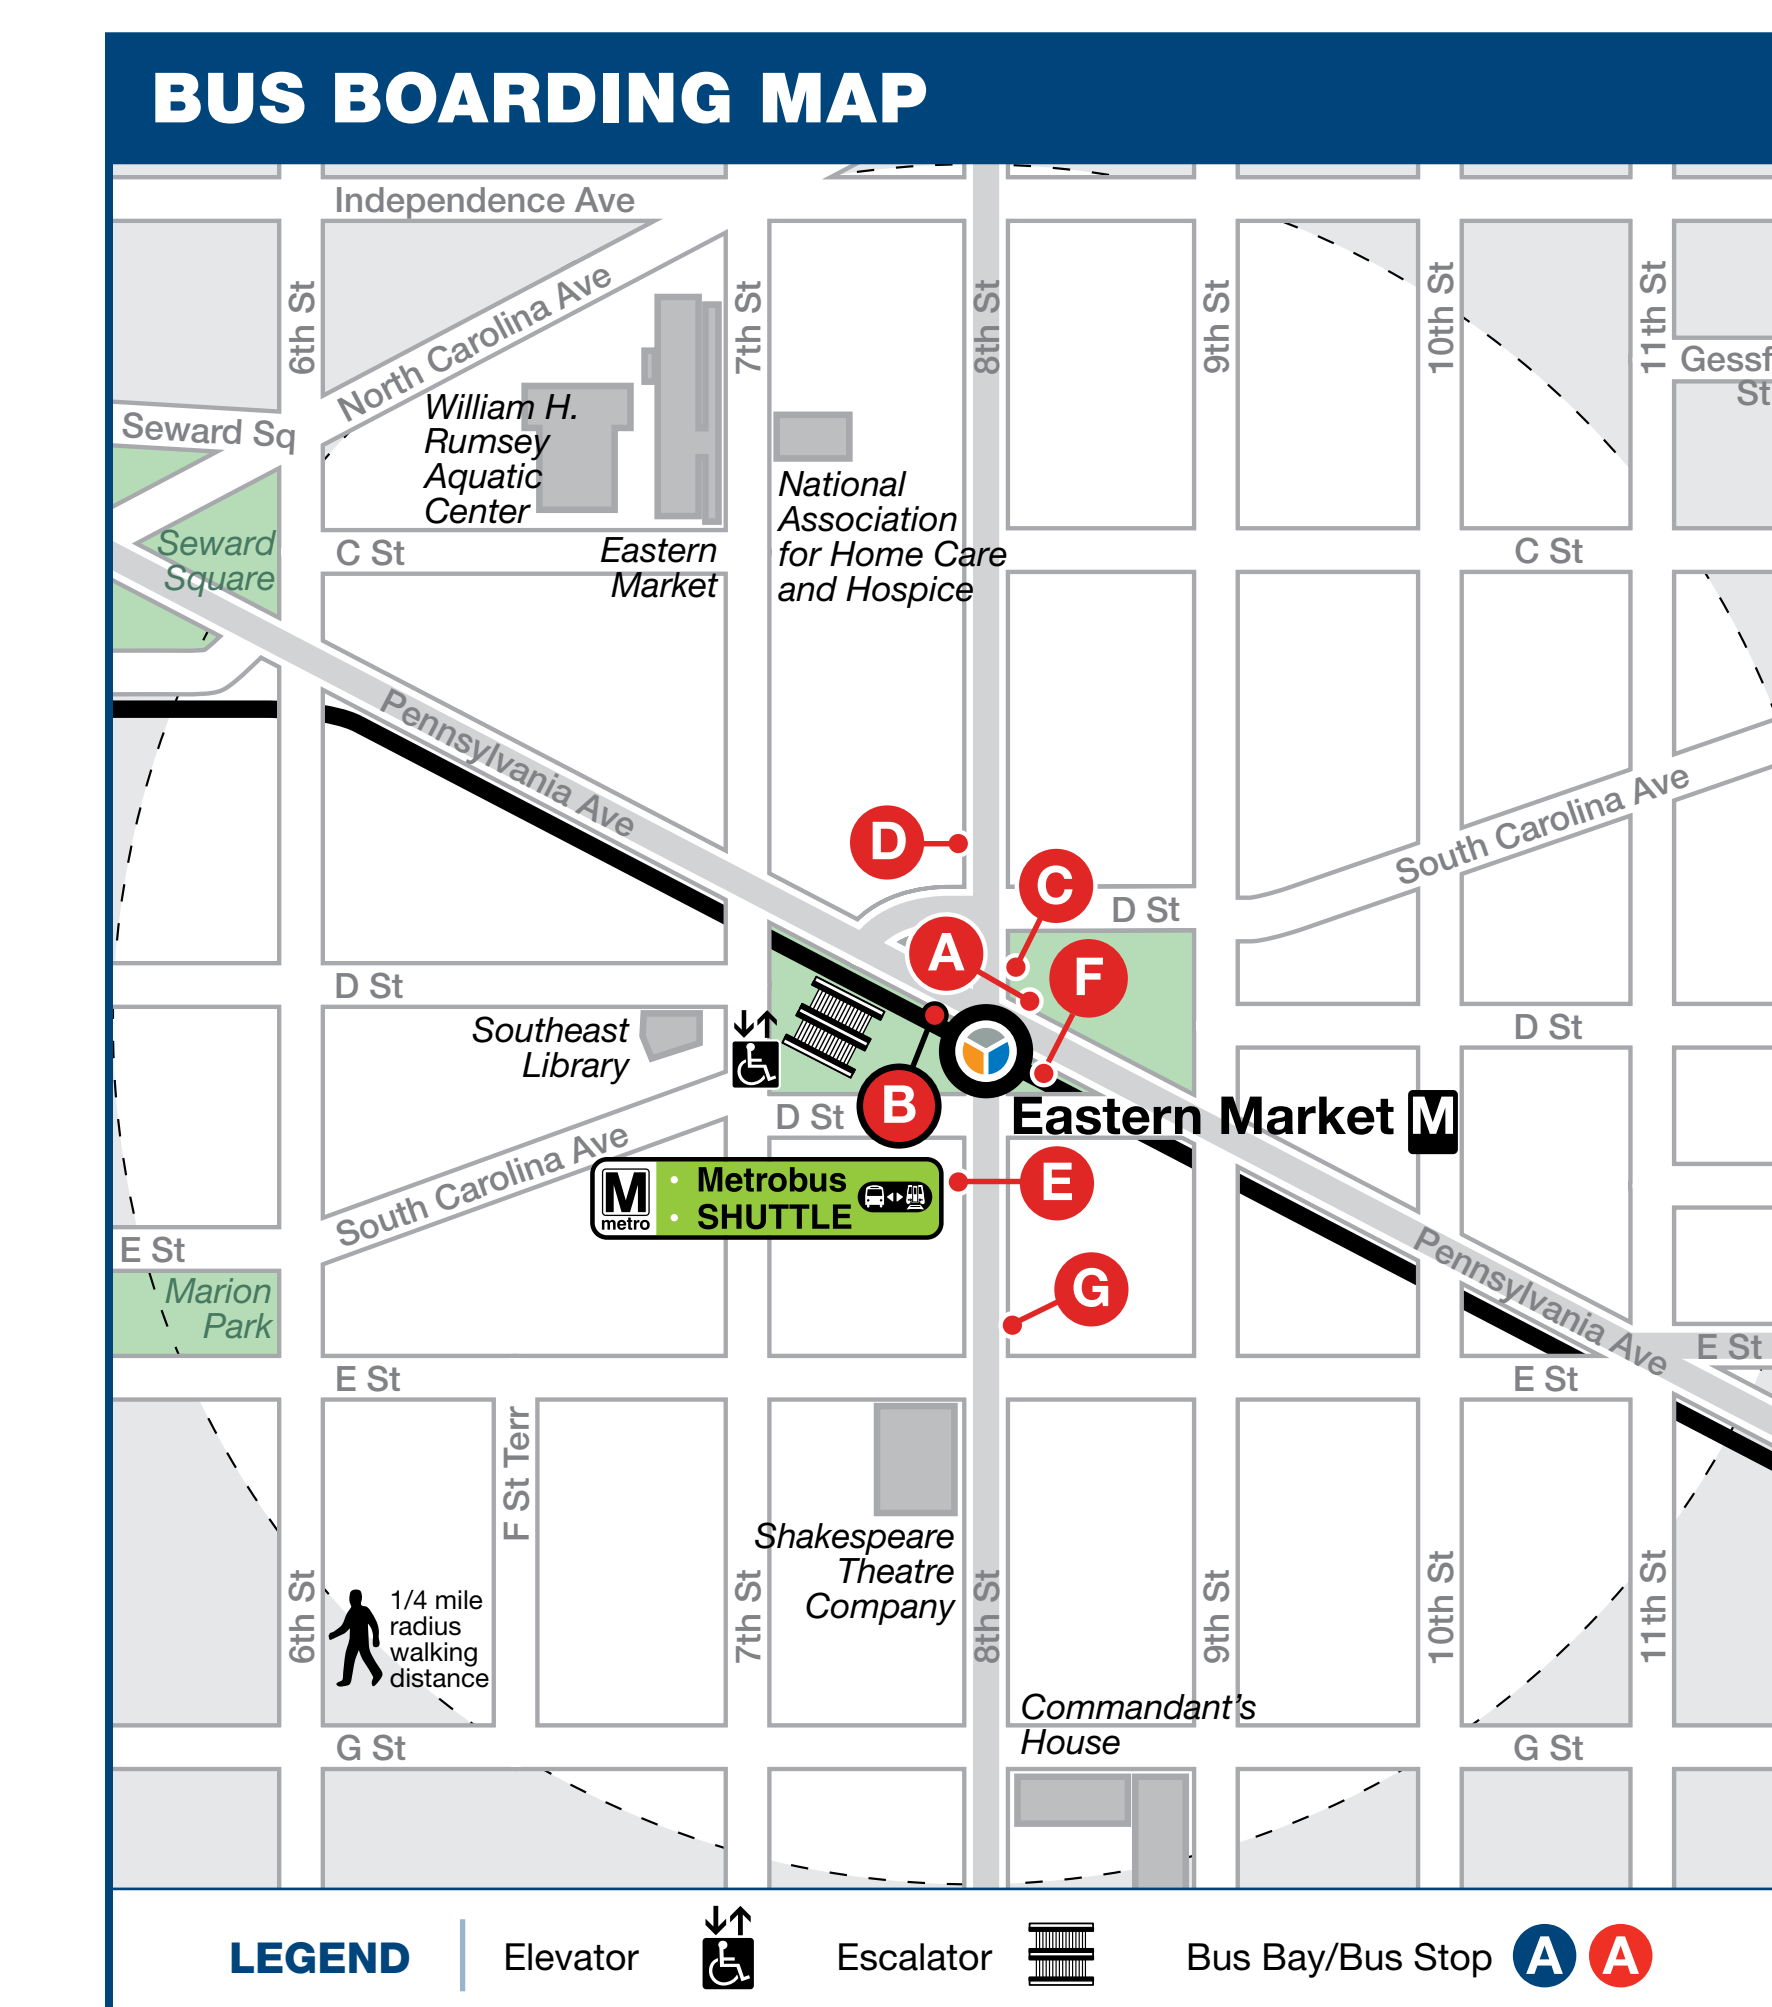 BUS BOARDING MAP
Independence Ave
6th St
North Carolina Ave
7th St
8th St
9th St
10th St
11th St
Gessf
St
Seward Sq
William H.
Rumsey
Aquatic
Center
National
Association
for Home Care
and Hospice
Seward
Square
C St
Eastern
Market
C St
Pennsylvania Ave
South Carolina Ave
D
C
D St
A
F
D St
Southeast
Library
D St
B
D St
Eastern Market M
South Carolina Ave
M
metro
Metrobus
SHUTTLE
E
E St
G
Marion
Park
Pennsylvania Ave
E St
E St
E St
F St Terr
Shakespeare
Theatre
Company
6th St
1/4 mile
radius
walking
distance
7th St
8th St
9th St
10th St
11th St
Commandant's
House
G St
G St
LEGEND
Elevator
Escalator
Bus Bay/Bus Stop A A